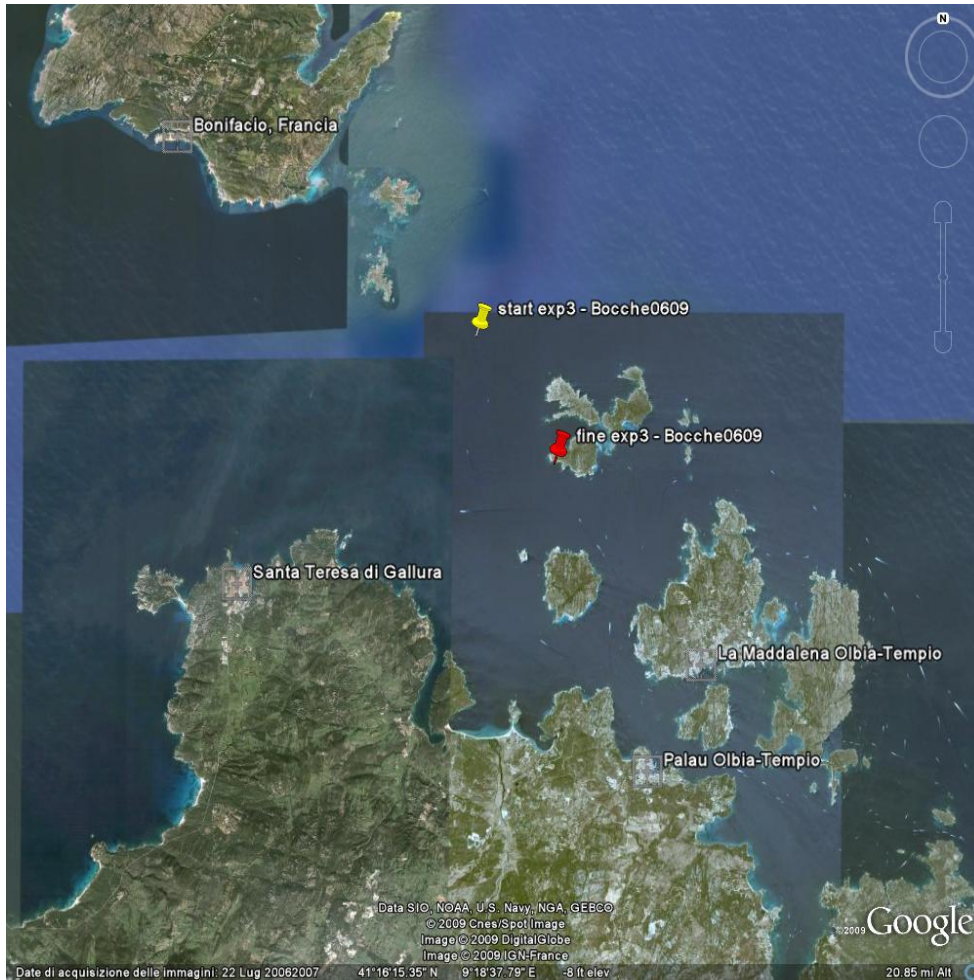 N
Bonifacio, Francia
start exp3 - Bocche0609
fine exp3 - Bocche0609
Santa Teresa di Gallura
La Maddalena Olbia-Tempio
Palau Olbia-Tempio
Data SIO, NOAA, U.S. Navy, NGA, GEBCO
© 2009 Cnes/Spot Image
Image © 2009 DigitalGlobe
Image © 2009 IGN-France
©2009 Google
Date di acquisizione delle immagini: 22 Lug 20062007 41°16'15.35" N 9°18'37.79" E -8 ft elev 20.85 mi Alt